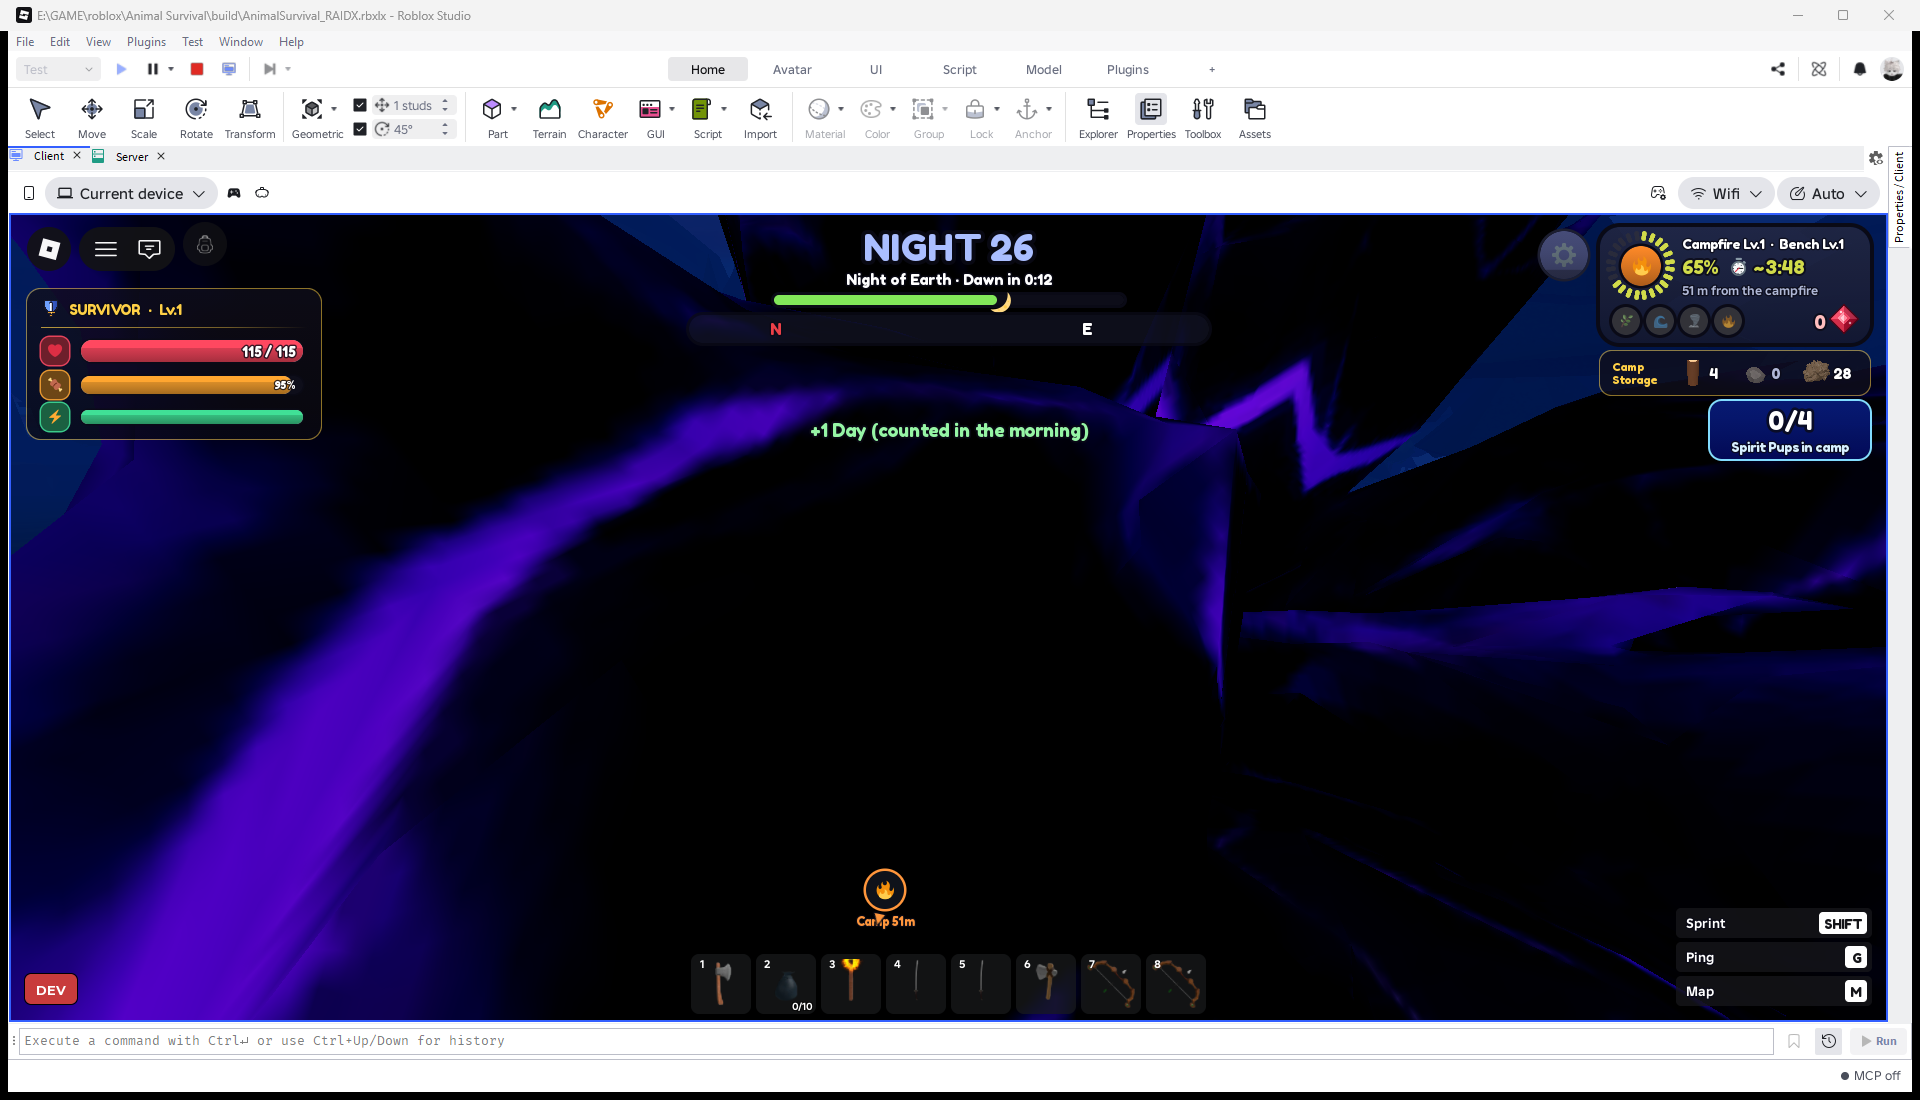 E:\GAME\roblox\Animal Survival\build\AnimalSurvival_RAIDX.rbxlx - Roblox Studio
File Edit View Plugins Test Window Help
Test
Home Avatar UI Script Model Plugins +
1 studs
45°
Select Move Scale Rotate Transform Geometric Part Terrain Character GUI Script Import Material Color Group Lock Anchor Explorer Properties Toolbox Assets
Client Server
Properties / Client
Current device
Wifi Auto
NIGHT 26
Night of Earth · Dawn in 0:12
N E
SURVIVOR · Lv.1
115 / 115
95%
Campfire Lv.1 · Bench Lv.1
65% ~3:48
51 m from the campfire
0
Camp Storage 4 0 28
0/4
Spirit Pups in camp
+1 Day (counted in the morning)
Camp 51m
1 2 3 4 5 6 7 8
0/10
DEV
Sprint SHIFT
Ping G
Map M
Execute a command with Ctrl↵ or use Ctrl+Up/Down for history
Run
MCP off